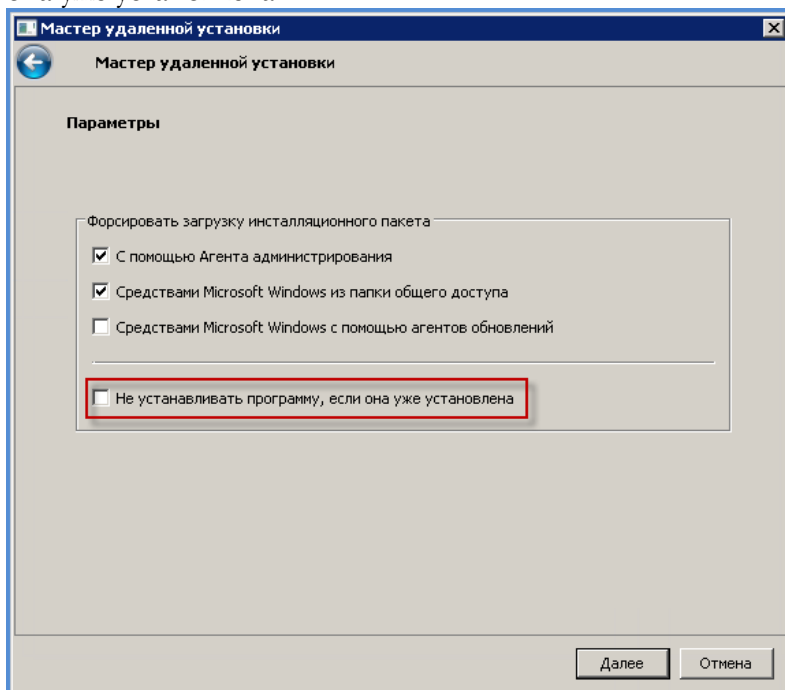 Мастер удаленной установки
Мастер удаленной установки
Параметры
Форсировать загрузку инсталляционного пакета
С помощью Агента администрирования
Средствами Microsoft Windows из папки общего доступа
Средствами Microsoft Windows с помощью агентов обновлений
Не устанавливать программу, если она уже установлена
Далее
Отмена